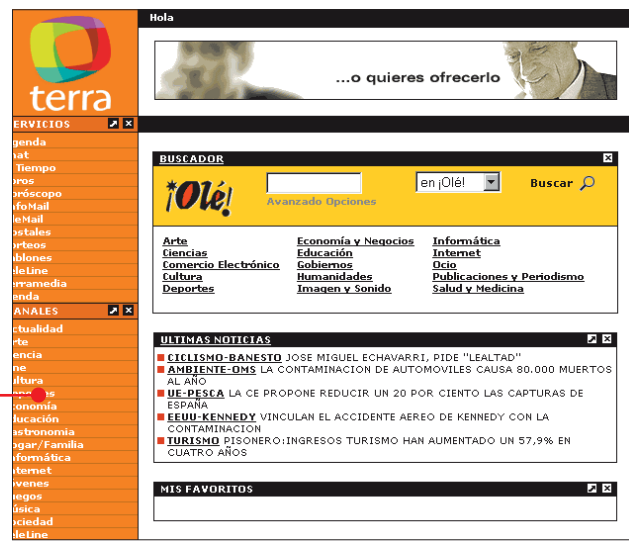 Hola
terra
...o quieres ofrecerlo
ERVICIOS
genda
hat
Tiempo
oros
oróscopo
nfoMail
eleMail
ostales
orteos
ablones
eleLine
erramedia
enda
ANALES
ctualidad
rte
encia
ine
ultura
conomía
ducación
astronomia
ogar/Familia
nformática
nternet
óvenes
uegos
úsica
ociedad
eleLine
BUSCADOR
¡Olé!
en ¡Olé!
Buscar
Avanzado Opciones
Arte Economía y Negocios Informática
Ciencias Educación Internet
Comercio Electrónico Gobiernos Ocio
Cultura Humanidades Publicaciones y Periodismo
Deportes Imagen y Sonido Salud y Medicina
ULTIMAS NOTICIAS
CICLISMO-BANESTO JOSE MIGUEL ECHAVARRI, PIDE "LEALTAD"
AMBIENTE-OMS LA CONTAMINACION DE AUTOMOVILES CAUSA 80.000 MUERTOS
AL AÑO
UE-PESCA LA CE PROPONE REDUCIR UN 20 POR CIENTO LAS CAPTURAS DE
ESPAÑA
EEUU-KENNEDY VINCULAN EL ACCIDENTE AEREO DE KENNEDY CON LA
CONTAMINACION
TURISMO PISONERO:INGRESOS TURISMO HAN AUMENTADO UN 57,9% EN
CUATRO AÑOS
MIS FAVORITOS